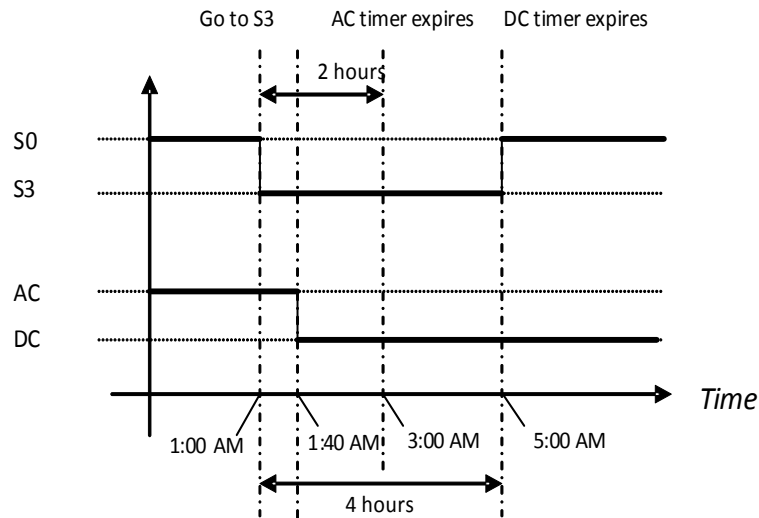 Go to S3 AC timer expires DC timer expires
2 hours
S0
S3
AC
DC
Time
1:00 AM 1:40 AM 3:00 AM 5:00 AM
4 hours